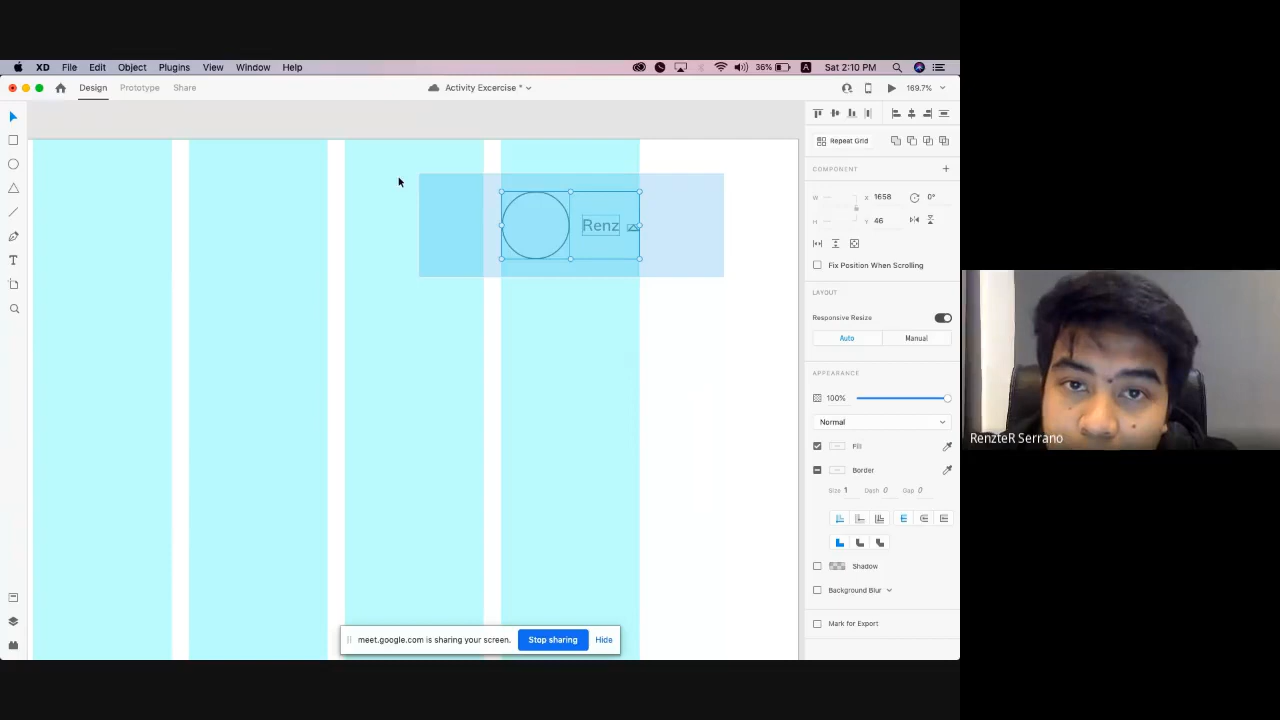 XD File Edit Object Plugins View Window Help
36% A Sat 2:10 PM
Design Prototype Share
Activity Excercise *
169.7%
Repeat Grid
COMPONENT
W X 1658 0°
H Y 46
Fix Position When Scrolling
LAYOUT
Responsive Resize
Auto Manual
APPEARANCE
100%
Normal
Fill
Border
Size 1 Dash 0 Gap 0
Shadow
Background Blur
Mark for Export
T
Renz
meet.google.com is sharing your screen. Stop sharing Hide
RenzteR Serrano